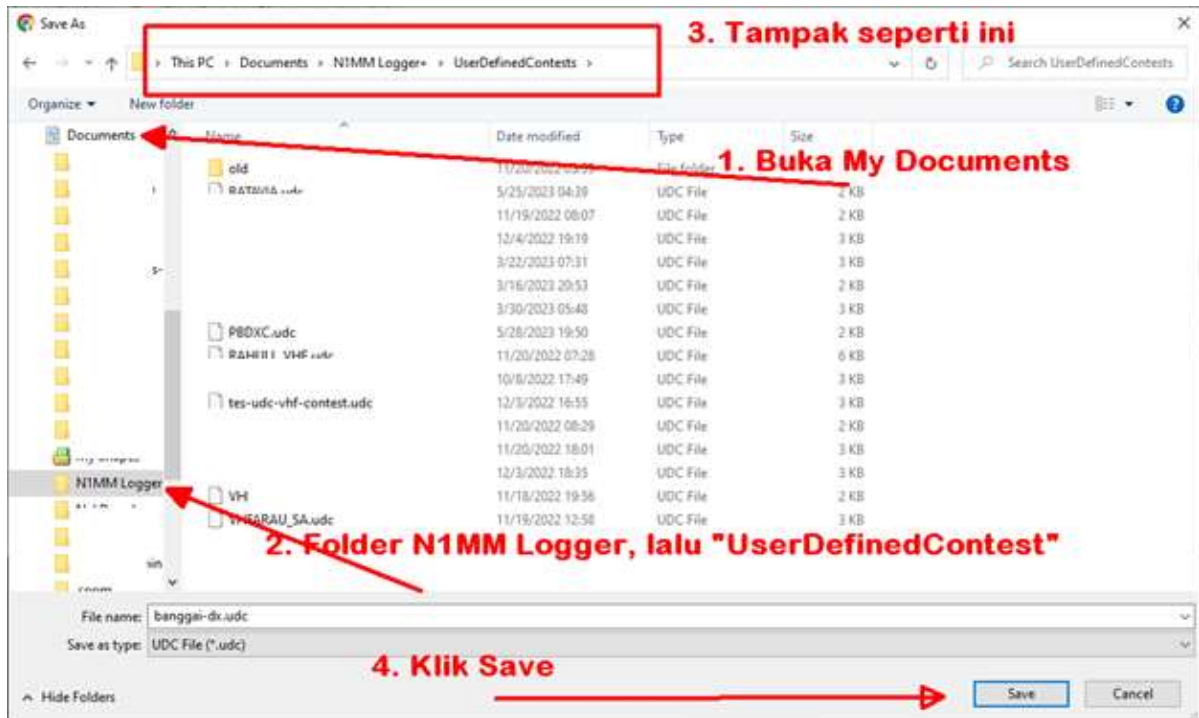 Save As
3. Tampak seperti ini
This PC > Documents > N1MM Logger+ > UserDefinedContests >
Search UserDefinedContests
Organize
New folder
Documents
Name
Date modified
Type
Size
1. Buka My Documents
old
File folder
BATAVIA.udc 5/25/2023 04:39 UDC File 2 KB
11/19/2022 08:07 UDC File 2 KB
12/4/2022 19:19 UDC File 3 KB
3/22/2023 07:31 UDC File 3 KB
s-
3/16/2023 20:53 UDC File 2 KB
3/30/2023 05:48 UDC File 3 KB
PBDXC.udc 5/28/2023 19:50 UDC File 2 KB
11/20/2022 07:28 UDC File 6 KB
10/8/2022 17:49 UDC File 3 KB
tes-udc-vhf-contest.udc 12/3/2022 16:55 UDC File 3 KB
11/20/2022 08:29 UDC File 2 KB
11/20/2022 18:01 UDC File 3 KB
12/3/2022 18:35 UDC File 3 KB
N1MM Logger
VH 11/18/2022 19:56 UDC File 2 KB
11/19/2022 12:58 UDC File 3 KB
2. Folder N1MM Logger, lalu "UserDefinedContest"
sin
File name: banggai-dx.udc
Save as type: UDC File (*.udc)
4. Klik Save
Hide Folders
Save
Cancel